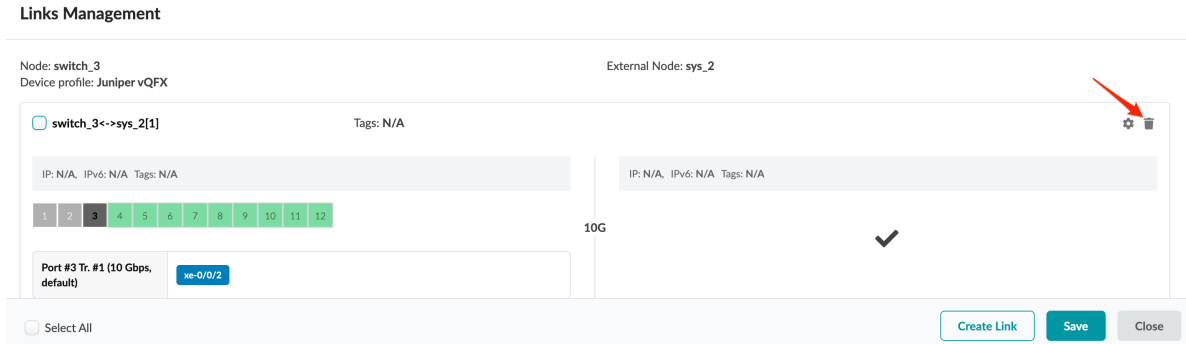 Links Management
Node: switch_3
External Node: sys_2
Device profile: Juniper vQFX
switch_3<->sys_2[1]
Tags: N/A
IP: N/A, IPv6: N/A Tags: N/A
IP: N/A, IPv6: N/A Tags: N/A
1 2 3 4 5 6 7 8 9 10 11 12
10G
Port #3 Tr. #1 (10 Gbps,
default)
xe-0/0/2
Select All
Create Link
Save
Close